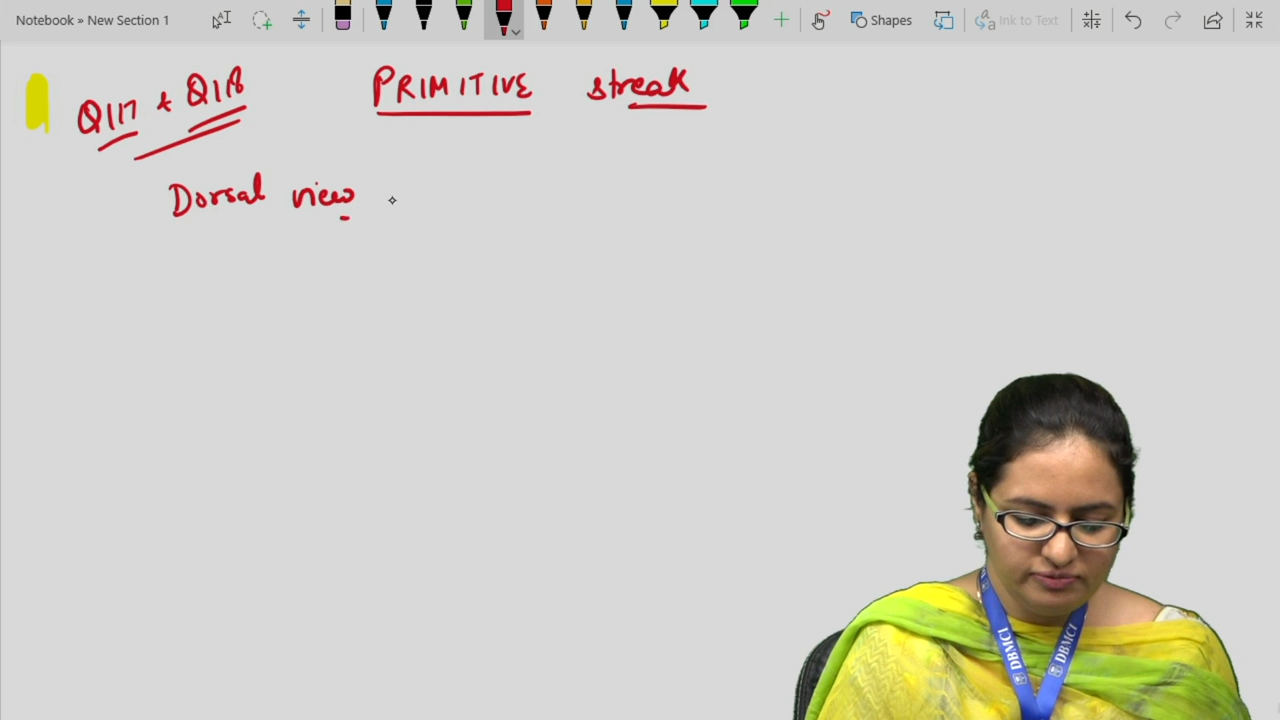 Notebook » New Section 1
Shapes
Ink to Text
Q117 & Q118 PRIMITIVE streak
Dorsal view
DBMCI
DBMCI